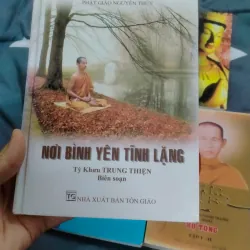 PHẬT GIÁO NGUYÊN THỦY
NƠI BÌNH YÊN TĨNH LẶNG
Tỳ Khưu TRUNG THIỆN
Biên soạn
NHÀ XUẤT BẢN TÔN GIÁO